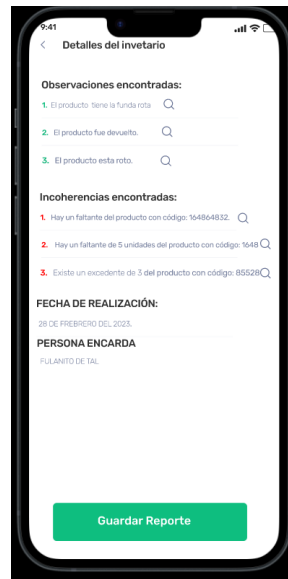 9:41
Detalles del invetario
Observaciones encontradas:
1. El producto tiene la funda rota
2. El producto fue devuelto.
3. El producto esta roto.
Incoherencias encontradas:
1. Hay un faltante del producto con código: 164864832.
2. Hay un faltante de 5 unidades del producto con código: 1648
3. Existe un excedente de 3 del producto con código: 85528
FECHA DE REALIZACIÓN:
28 DE FREBRERO DEL 2023.
PERSONA ENCARDA
FULANITO DE TAL
Guardar Reporte